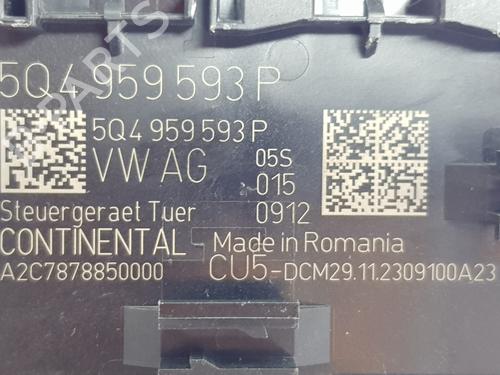 5Q4 959 593 P
5Q4 959 593 P
VW AG 05S
015
Steuergeraet Tuer 0912
CONTINENTAL Made in Romania
A2C7878850000 CU5-DCM29.11.2309100A23